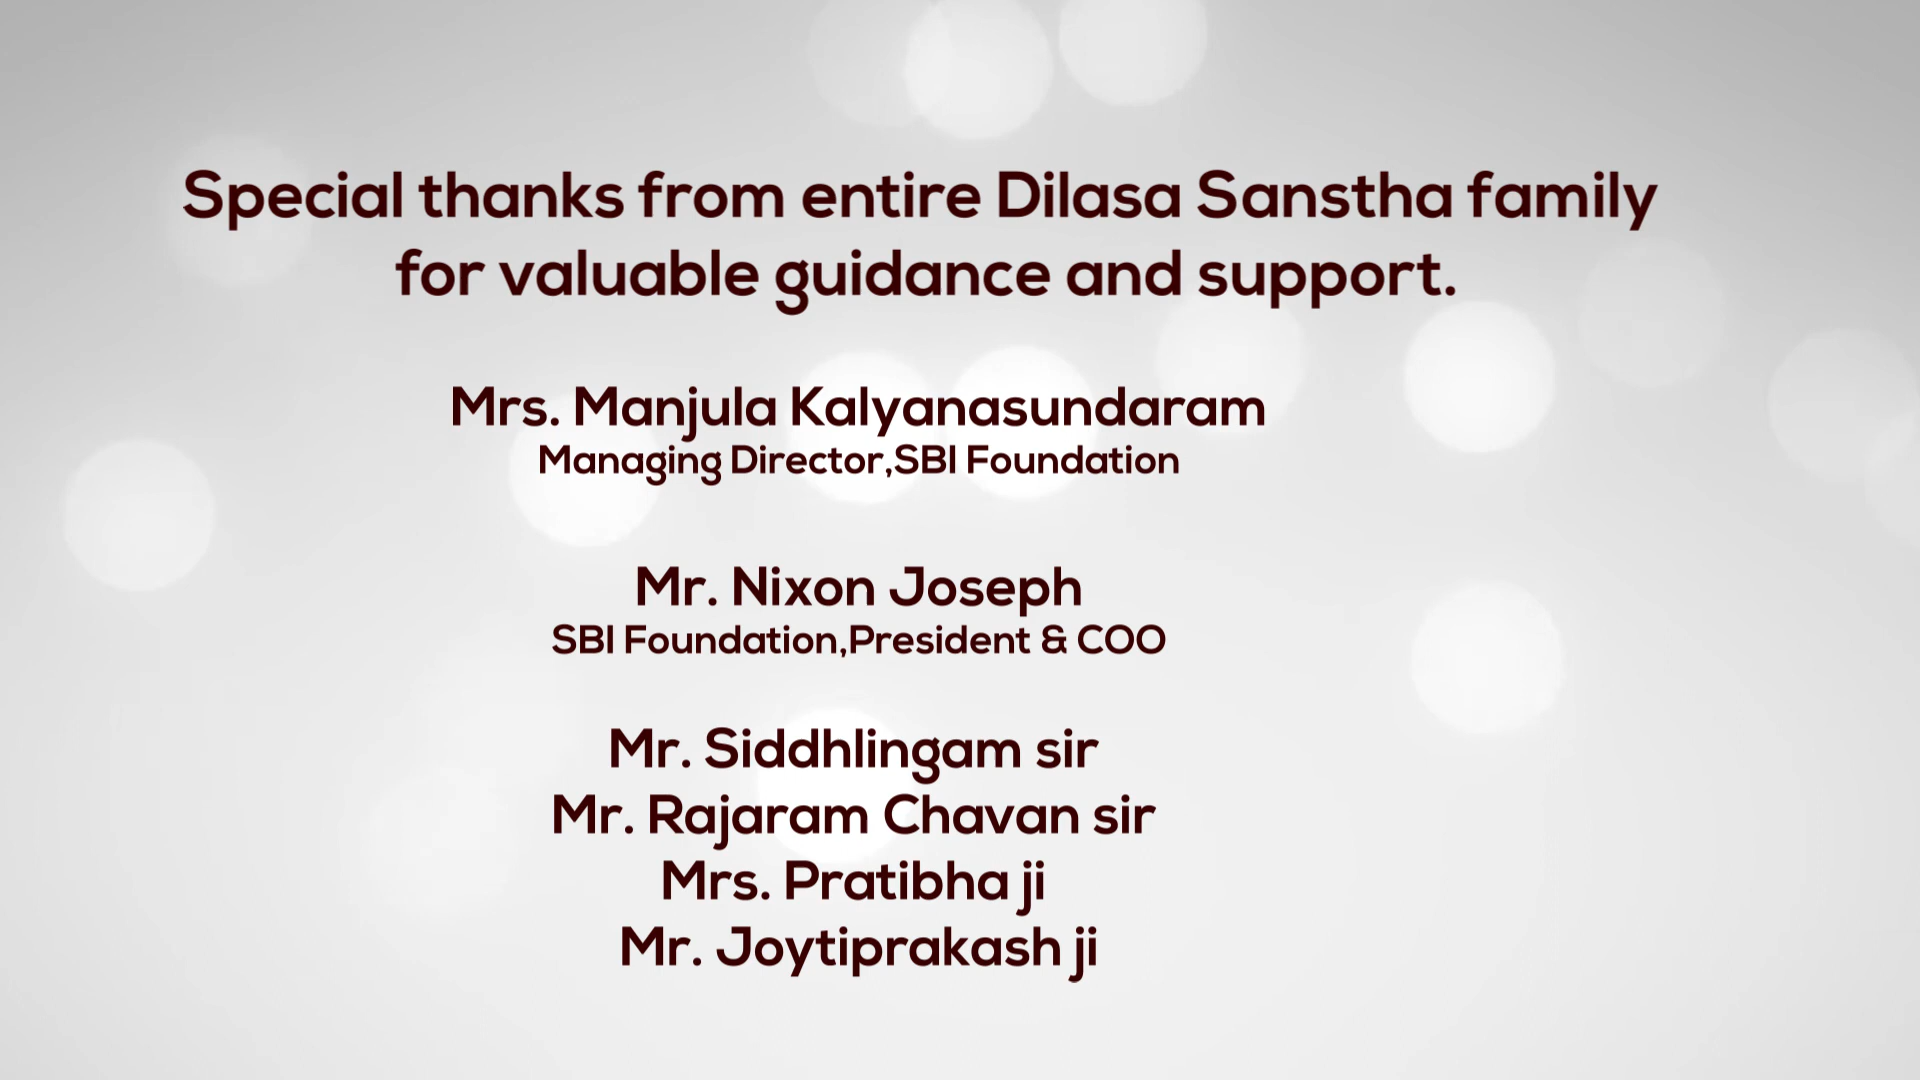 Special thanks from entire Dilasa Sanstha family
for valuable guidance and support.
Mrs. Manjula Kalyanasundaram
Managing Director,SBI Foundation
Mr. Nixon Joseph
SBI Foundation,President & COO
Mr. Siddhlingam sir
Mr. Rajaram Chavan sir
Mrs. Pratibha ji
Mr. Joytiprakash ji